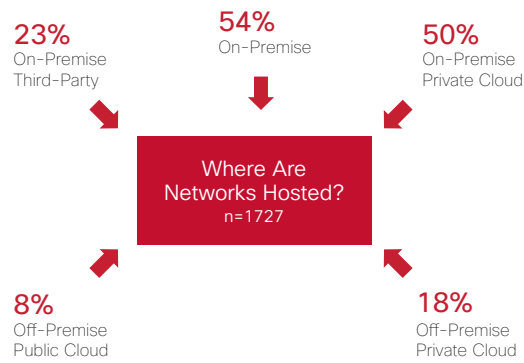 23%
On-Premise
Third-Party
54%
On-Premise
50%
On-Premise
Private Cloud
Where Are
Networks Hosted?
n=1727
8%
Off-Premise
Public Cloud
18%
Off-Premise
Private Cloud